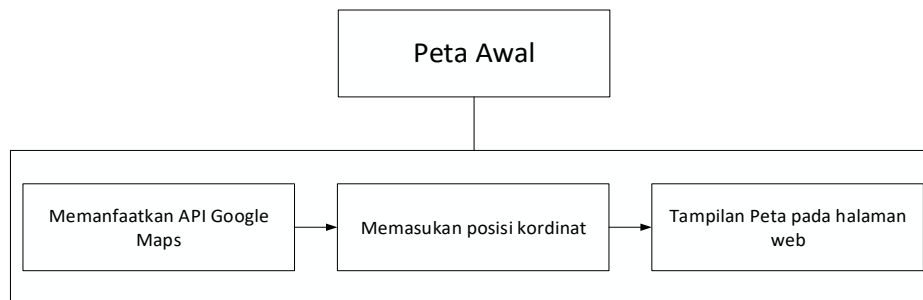 Peta Awal
Memanfaatkan API Google
Maps
Memasukan posisi kordinat
Tampilan Peta pada halaman
web